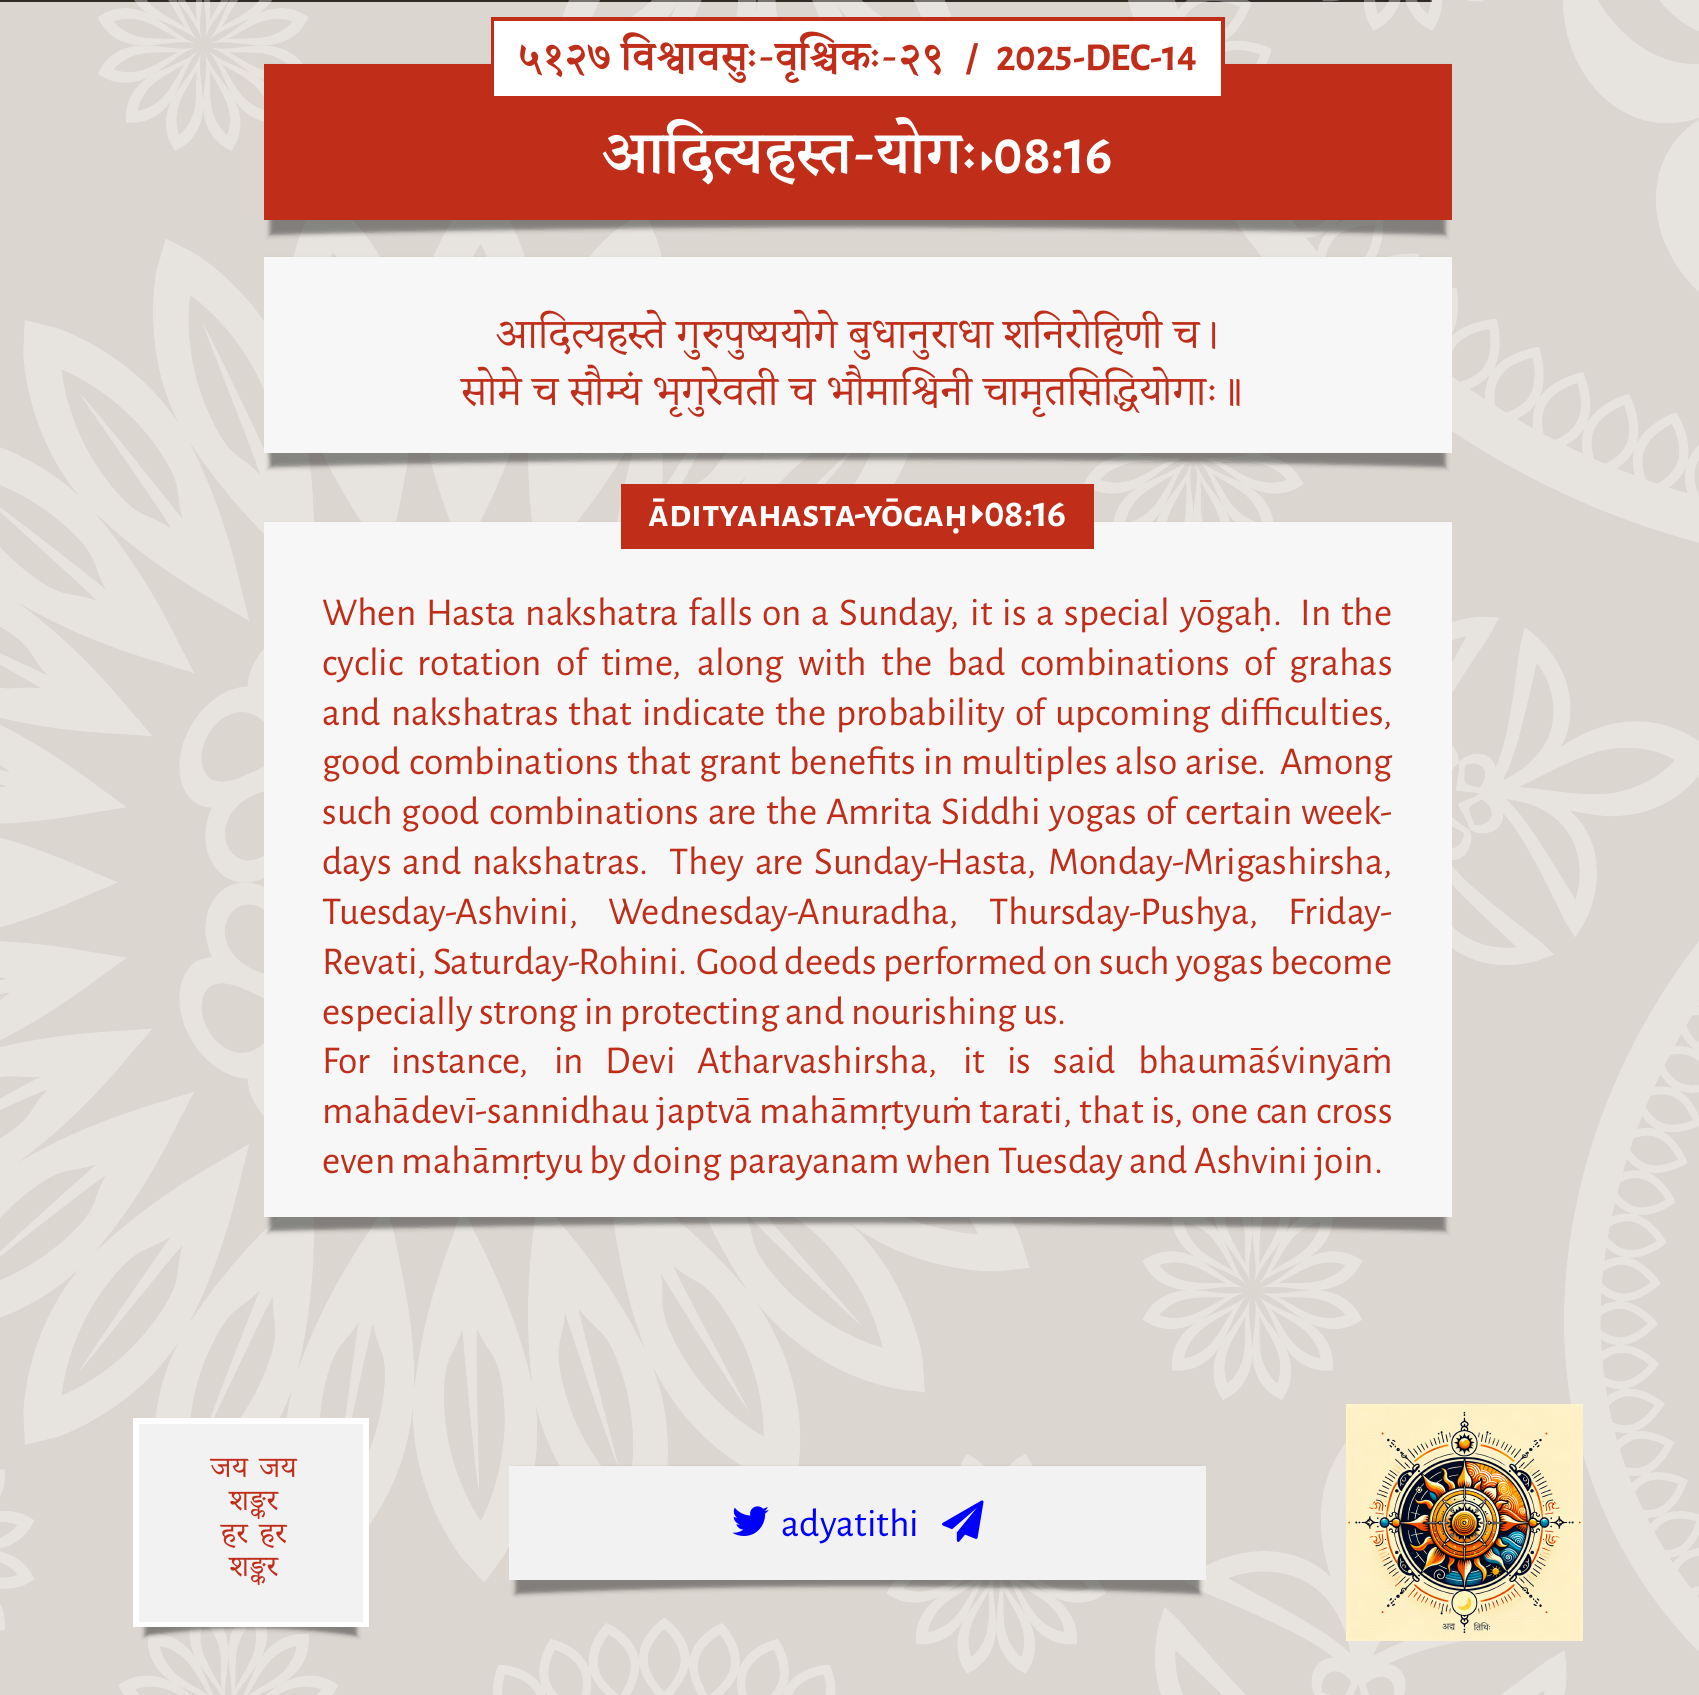 ५१२७ विश्वावसुः-वृश्चिकः-२९ / 2025-DEC-14
आदित्यहस्त-योगः▸08:16
आदित्यहस्ते गुरुपुष्ययोगे बुधानुराधा शनिरोहिणी च।
सोमे च सौम्यं भृगुरेवती च भौमाश्विनी चामृतसिद्धियोगाः॥
ĀDITYAHASTA-YŌGAḤ▸08:16
When Hasta nakshatra falls on a Sunday, it is a special yōgaḥ. In the
cyclic rotation of time, along with the bad combinations of grahas
and nakshatras that indicate the probability of upcoming difficulties,
good combinations that grant benefits in multiples also arise. Among
such good combinations are the Amrita Siddhi yogas of certain week-
days and nakshatras. They are Sunday-Hasta, Monday-Mrigashirsha,
Tuesday-Ashvini, Wednesday-Anuradha, Thursday-Pushya, Friday-
Revati, Saturday-Rohini. Good deeds performed on such yogas become
especially strong in protecting and nourishing us.
For instance, in Devi Atharvashirsha, it is said bhaumāśvinyāṁ
mahādevī-sannidhau japtvā mahāmṛtyuṁ tarati, that is, one can cross
even mahāmṛtyu by doing parayanam when Tuesday and Ashvini join.
जय जय
शङ्कर
हर हर
शङ्कर
adyatithi
अद्य तिथिः